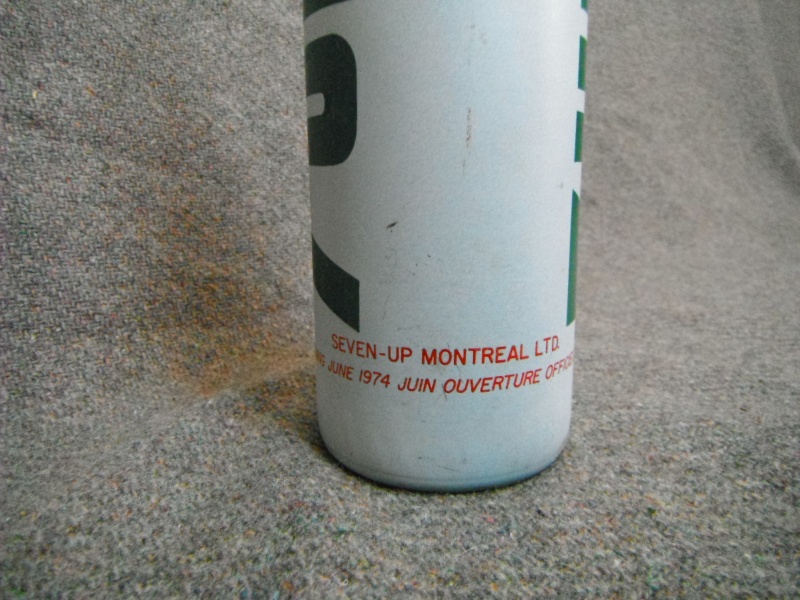 SEVEN-UP MONTREAL LTD.
JUNE 1974 JUIN OUVERTURE